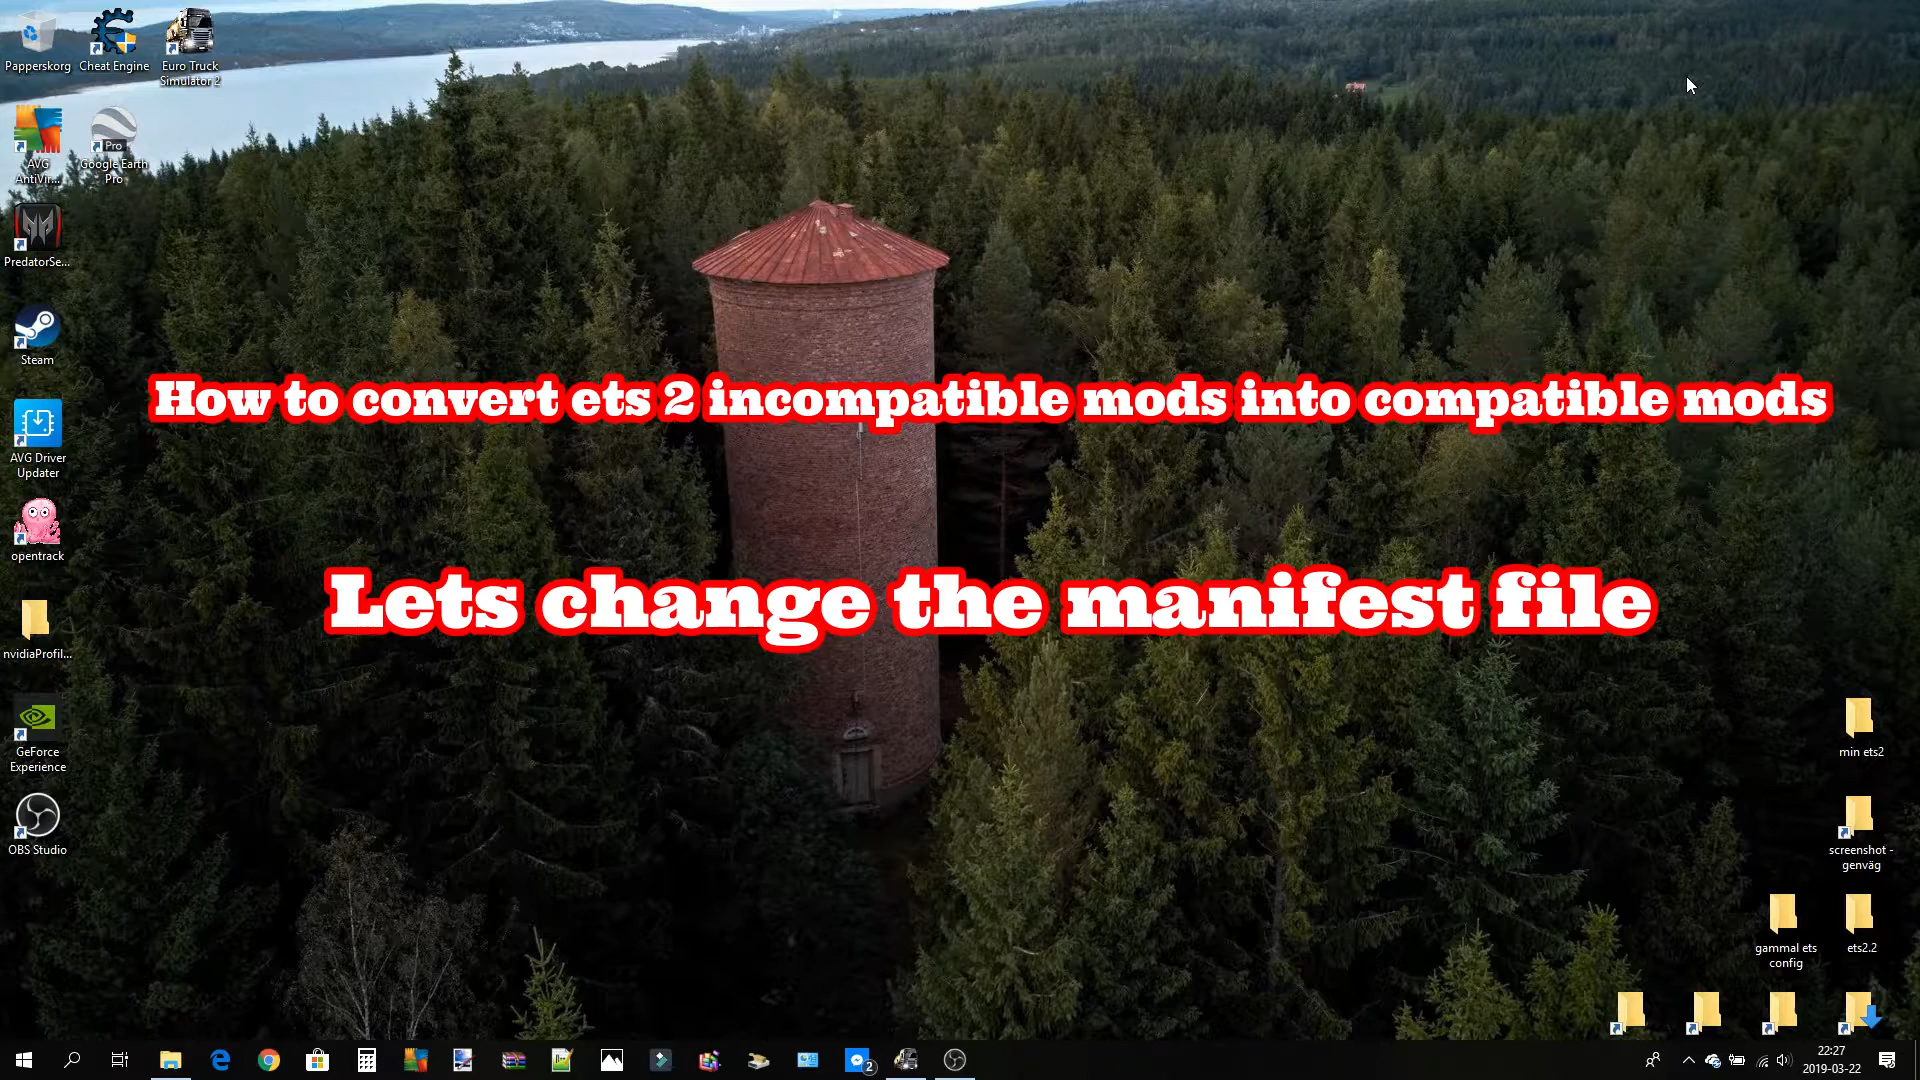 Papperskorg
Cheat Engine
Euro Truck
Simulator 2
AVG
AntiVir...
Pro
Google Earth
Pro
PredatorSe...
Steam
How to convert ets 2 incompatible mods into compatible mods
AVG Driver
Updater
opentrack
Lets change the manifest file
nvidiaProfil...
GeForce
Experience
min ets2
OBS Studio
screenshot -
genväg
gammal ets
config
ets2.2
2
22:27
2019-03-22